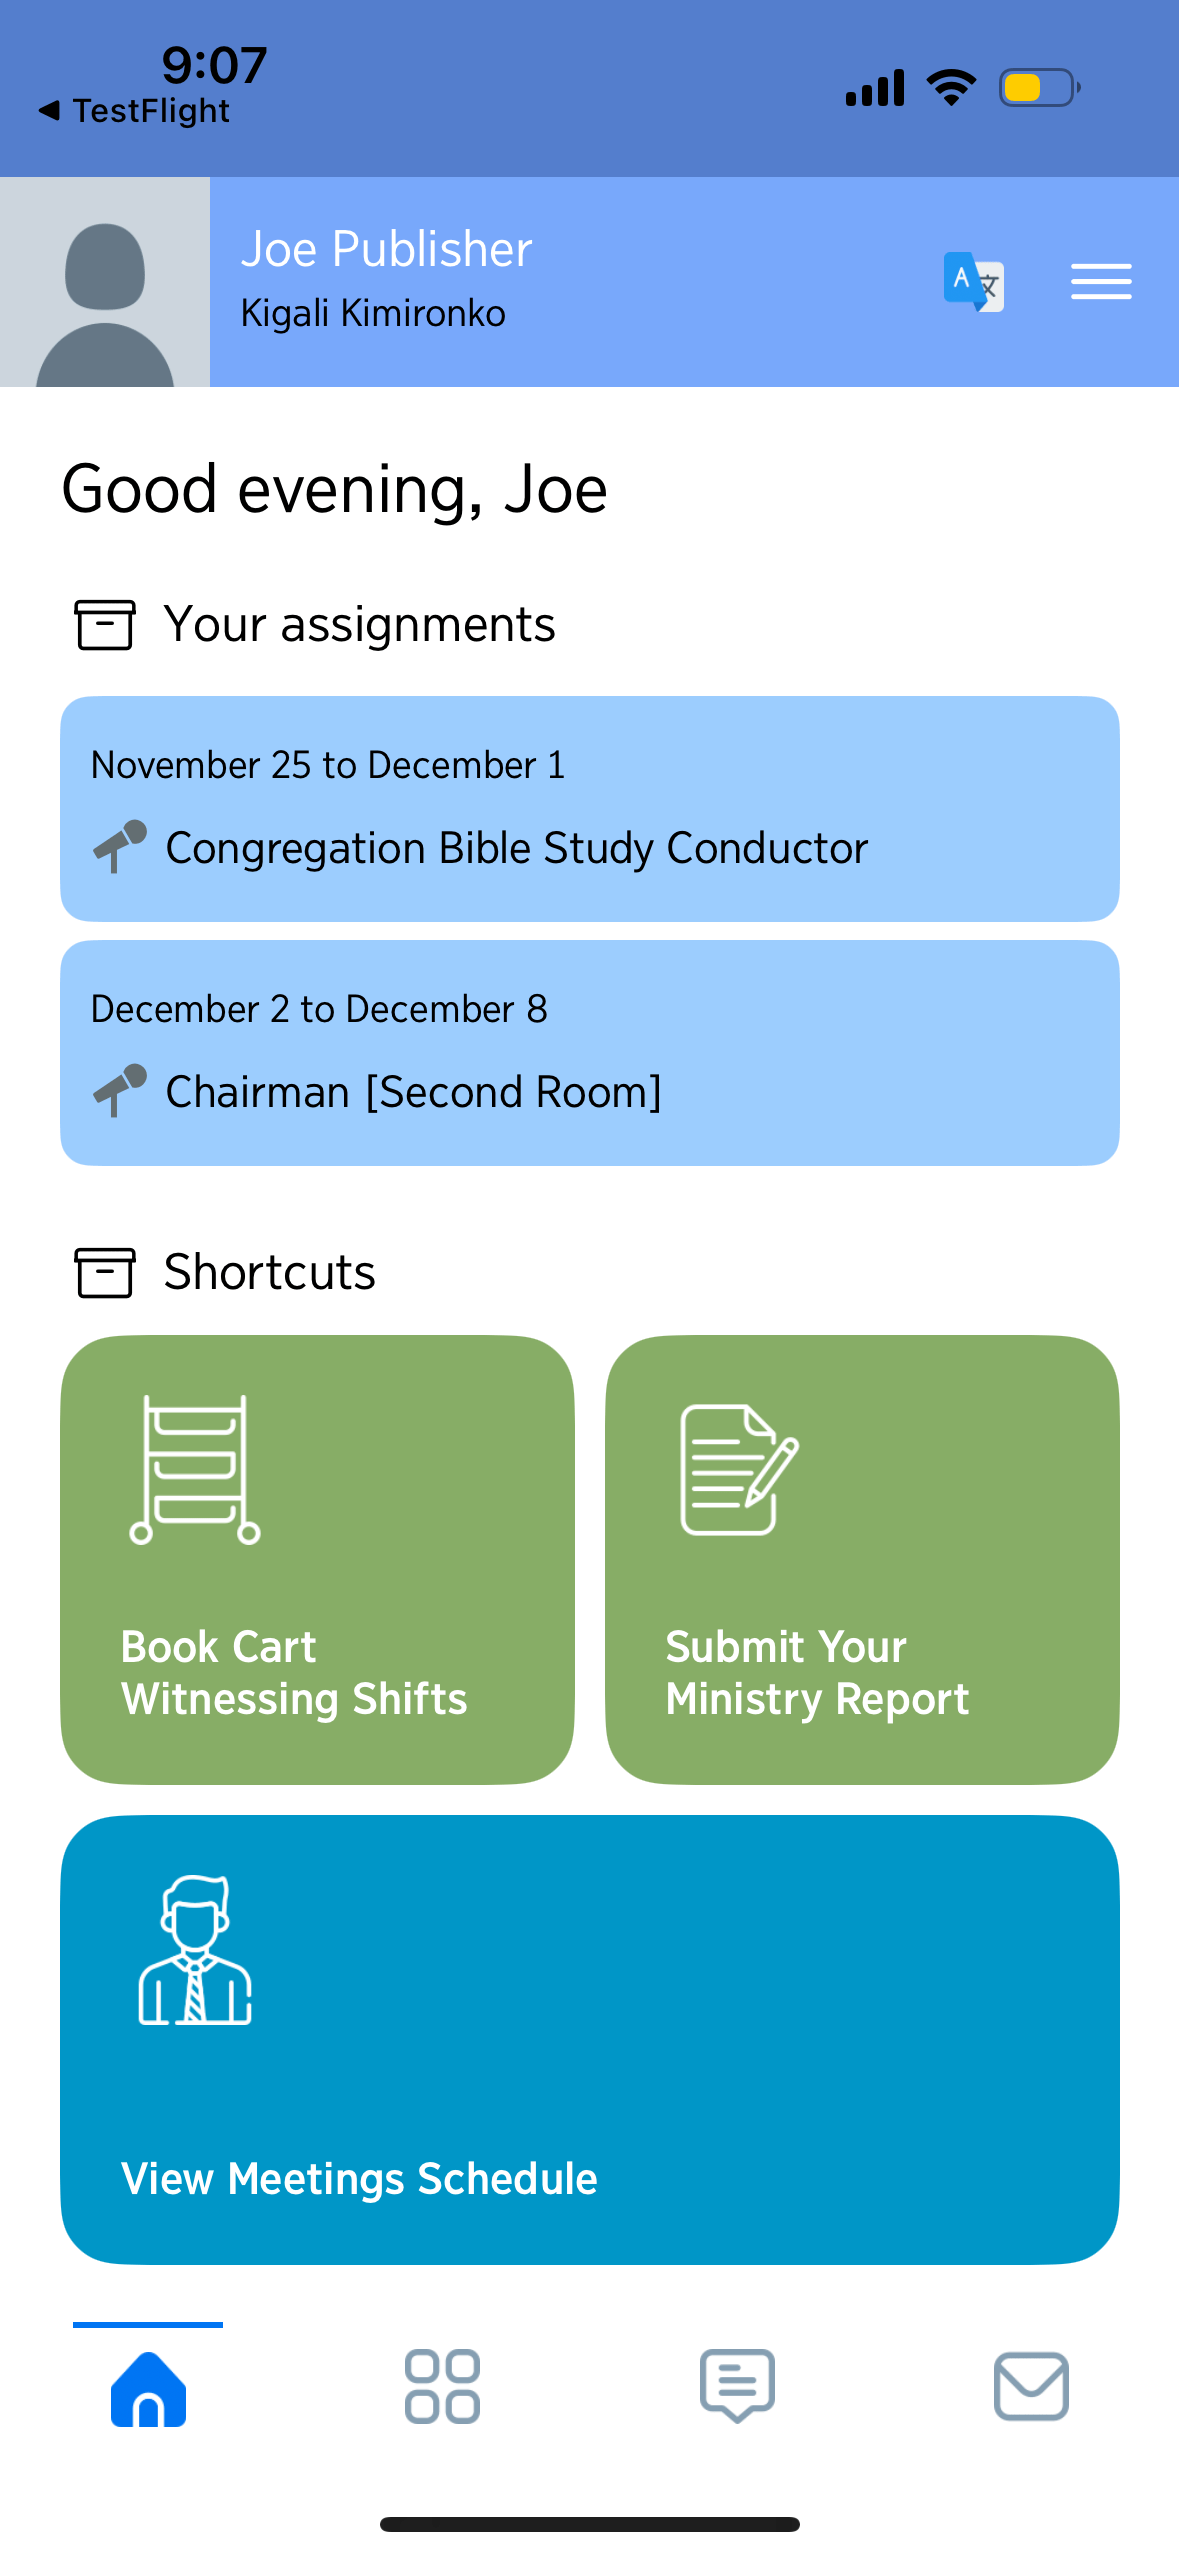 9:07
◀ TestFlight
Joe Publisher
Kigali Kimironko
A 文
Good evening, Joe
Your assignments
November 25 to December 1
Congregation Bible Study Conductor
December 2 to December 8
Chairman [Second Room]
Shortcuts
Book Cart
Witnessing Shifts
Submit Your
Ministry Report
View Meetings Schedule